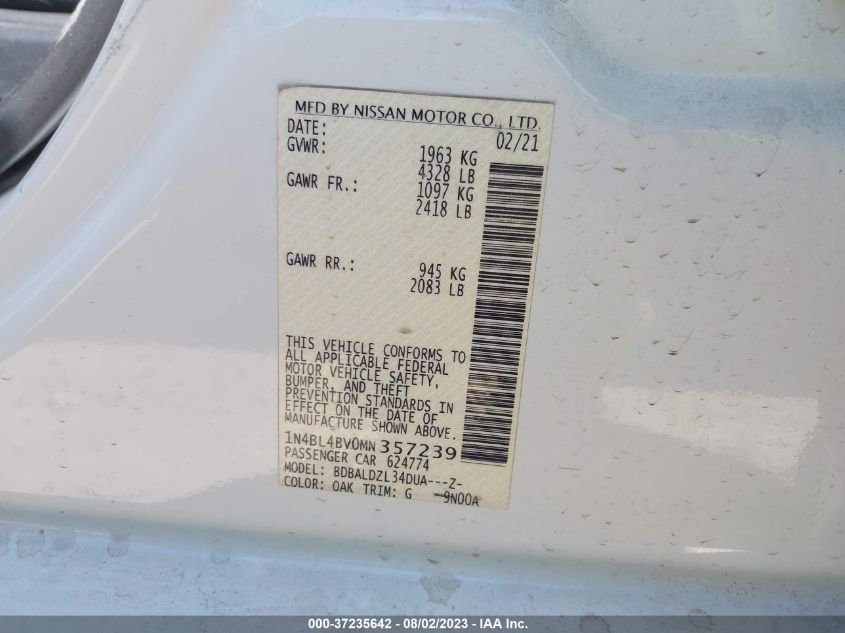 MFD BY NISSAN MOTOR CO., LTD.
DATE: 02/21
GVWR: 1963 KG
4328 LB
GAWR FR.: 1097 KG
2418 LB
GAWR RR.: 945 KG
2083 LB
THIS VEHICLE CONFORMS TO
ALL APPLICABLE FEDERAL
MOTOR VEHICLE SAFETY,
BUMPER, AND THEFT
PREVENTION STANDARDS IN
EFFECT ON THE DATE OF
MANUFACTURE SHOWN ABOVE.
1N4BL4BV0MN357239
PASSENGER CAR 624774
MODEL: BDBALDZL34DUA---Z-
COLOR: OAK TRIM: G 9N00A
000-37235642 - 08/02/2023 - IAA Inc.